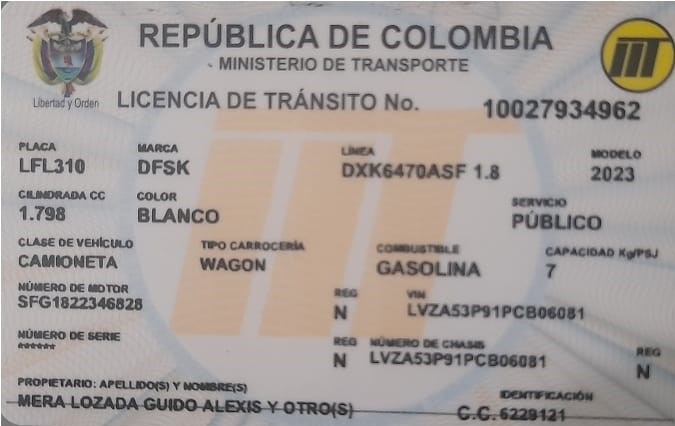 REPÚBLICA DE COLOMBIA
MINISTERIO DE TRANSPORTE
Libertad y Orden
LICENCIA DE TRÁNSITO No. 10027934962
PLACA MARCA LÍNEA MODELO
LFL310 DFSK DXK6470ASF 1.8 2023
CILINDRADA CC COLOR SERVICIO
1.798 BLANCO PÚBLICO
CLASE DE VEHÍCULO TIPO CARROCERÍA COMBUSTIBLE CAPACIDAD Kg/PSJ
CAMIONETA WAGON GASOLINA 7
NÚMERO DE MOTOR REG VIN
SFG1822346828 N LVZA53P91PCB06081
NÚMERO DE SERIE REG NÚMERO DE CHASIS REG
****** N LVZA53P91PCB06081 N
PROPIETARIO: APELLIDO(S) Y NOMBRE(S) IDENTIFICACIÓN
MERA LOZADA GUIDO ALEXIS Y OTRO(S) C.C. 6229121